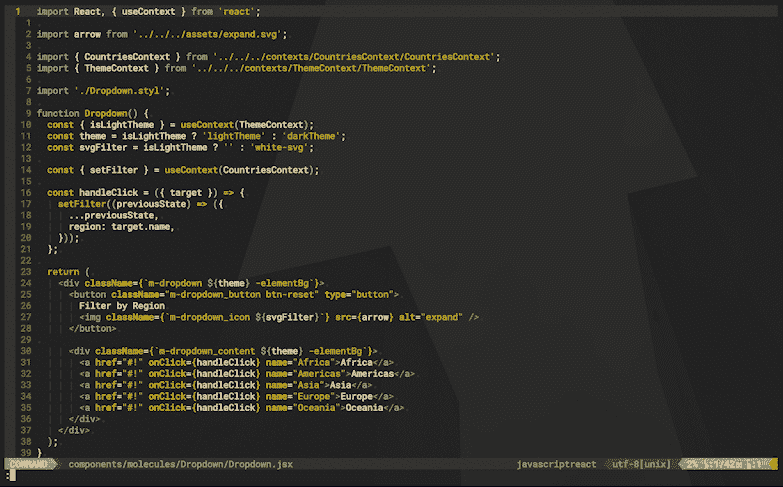 1 import React, { useContext } from 'react';
1
2 import arrow from '../../../assets/expand.svg';
3
4 import { CountriesContext } from '../../../contexts/CountriesContext/CountriesContext';
5 import { ThemeContext } from '../../../contexts/ThemeContext/ThemeContext';
6
7 import './Dropdown.styl';
8
9 function Dropdown() {
10 const { isLightTheme } = useContext(ThemeContext);
11 const theme = isLightTheme ? 'lightTheme' : 'darkTheme';
12 const svgFilter = isLightTheme ? '' : 'white-svg';
13
14 const { setFilter } = useContext(CountriesContext);
15
16 const handleClick = ({ target }) => {
17 setFilter((previousState) => ({
18 ...previousState,
19 region: target.name,
20 }));
21 };
22
23 return (
24 <div className={`m-dropdown ${theme} -elementBg`}>
25 <button className="m-dropdown_button btn-reset" type="button">
26 Filter by Region
27 <img className={`m-dropdown_icon ${svgFilter}`} src={arrow} alt="expand" />
28 </button>
29
30 <div className={`m-dropdown_content ${theme} -elementBg`}>
31 <a href="#!" onClick={handleClick} name="Africa">Africa</a>
32 <a href="#!" onClick={handleClick} name="Americas">Americas</a>
33 <a href="#!" onClick={handleClick} name="Asia">Asia</a>
34 <a href="#!" onClick={handleClick} name="Europe">Europe</a>
35 <a href="#!" onClick={handleClick} name="Oceania">Oceania</a>
36 </div>
37 </div>
38 );
39 }
COMMAND components/molecules/Dropdown/Dropdown.jsx javascriptreact utf-8[unix] 2%
: